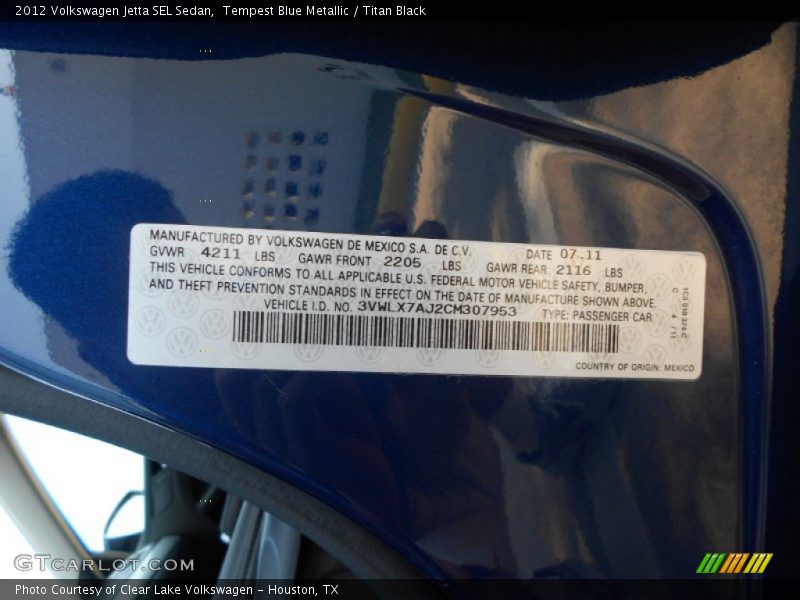 2012 Volkswagen Jetta SEL Sedan,  Tempest Blue Metallic / Titan Black
MANUFACTURED BY VOLKSWAGEN DE MEXICO S.A. DE C.V. DATE 07.11
GVWR 4211 LBS GAWR FRONT 2205 LBS GAWR REAR 2116 LBS
THIS VEHICLE CONFORMS TO ALL APPLICABLE U.S. FEDERAL MOTOR VEHICLE SAFETY, BUMPER,
AND THEFT PREVENTION STANDARDS IN EFFECT ON THE DATE OF MANUFACTURE SHOWN ABOVE.
VEHICLE I.D. NO. 3VWLX7AJ2CM307953 TYPE: PASSENGER CAR
COUNTRY OF ORIGIN: MEXICO
GTCARLOT.COM
Photo Courtesy of Clear Lake Volkswagen - Houston, TX